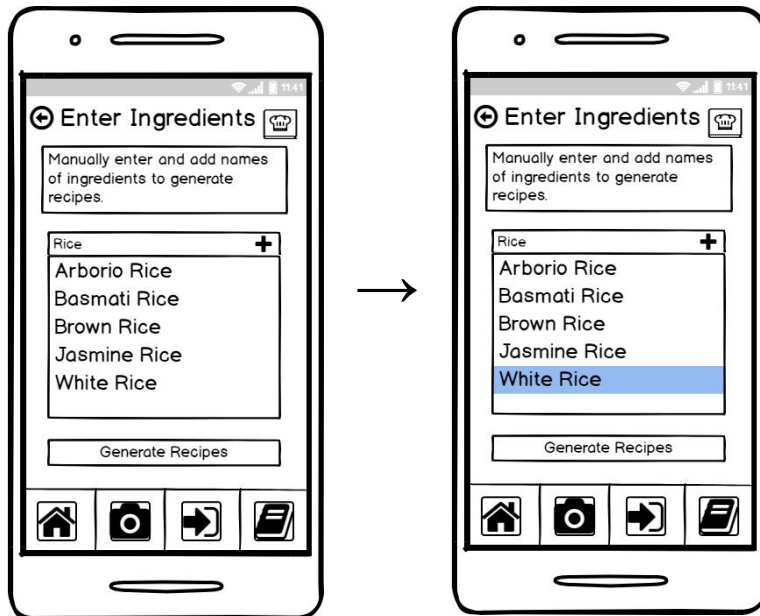 11:41
Enter Ingredients
Manually enter and add names
of ingredients to generate
recipes.
Rice
Arborio Rice
Basmati Rice
Brown Rice
Jasmine Rice
White Rice
Generate Recipes
11:41
Enter Ingredients
Manually enter and add names
of ingredients to generate
recipes.
Rice
Arborio Rice
Basmati Rice
Brown Rice
Jasmine Rice
White Rice
Generate Recipes